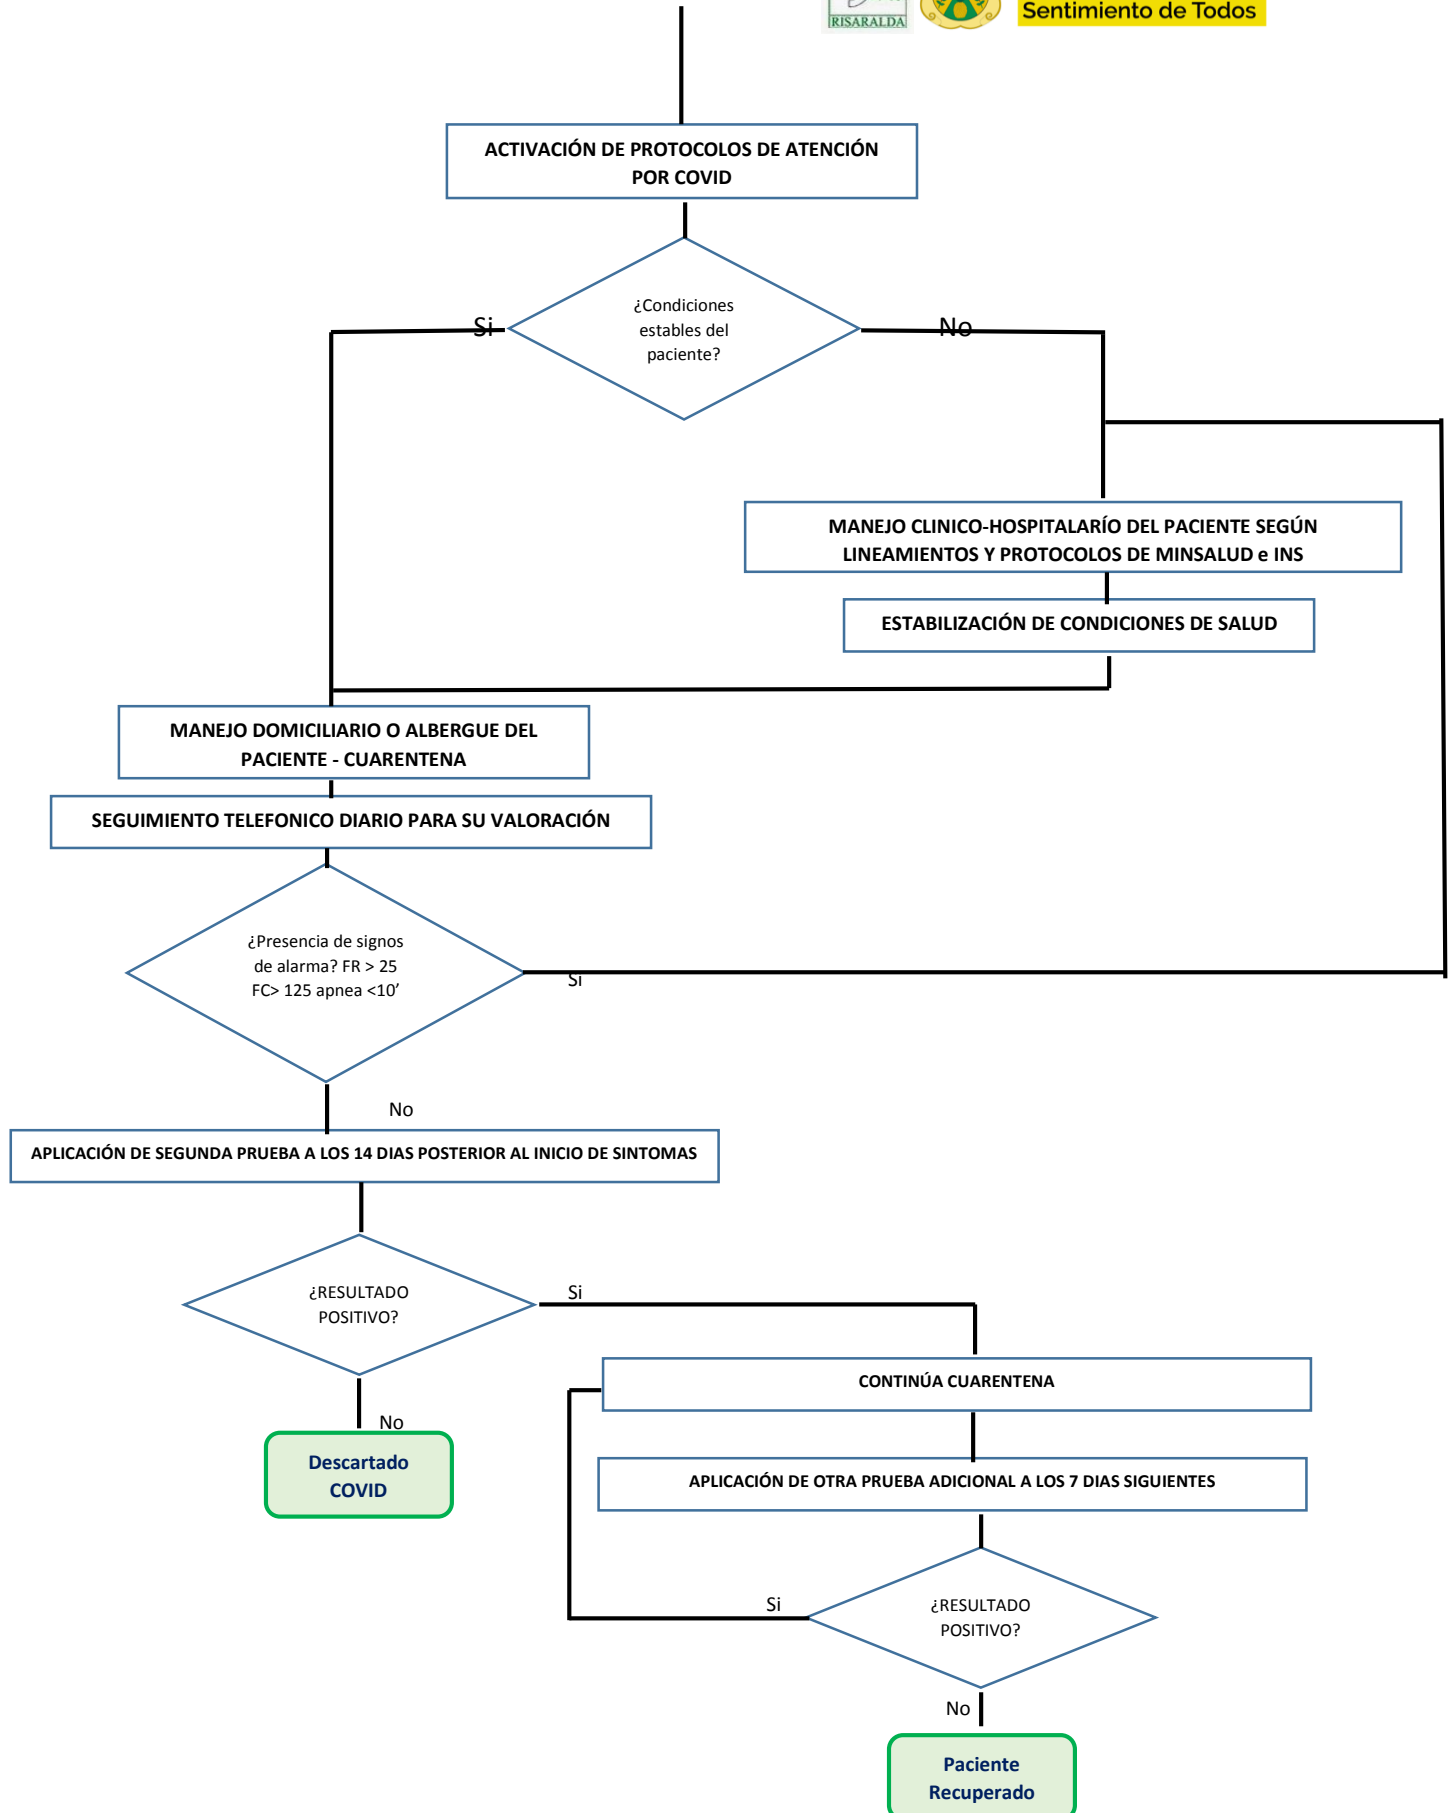 RISARALDA
Sentimiento de Todos
ACTIVACIÓN DE PROTOCOLOS DE ATENCIÓN
POR COVID
¿Condiciones
estables del
paciente?
Si
No
MANEJO CLINICO-HOSPITALARÍO DEL PACIENTE SEGÚN
LINEAMIENTOS Y PROTOCOLOS DE MINSALUD e INS
ESTABILIZACIÓN DE CONDICIONES DE SALUD
MANEJO DOMICILIARIO O ALBERGUE DEL
PACIENTE - CUARENTENA
SEGUIMIENTO TELEFONICO DIARIO PARA SU VALORACIÓN
¿Presencia de signos
de alarma? FR > 25
FC> 125 apnea <10’
Si
No
APLICACIÓN DE SEGUNDA PRUEBA A LOS 14 DIAS POSTERIOR AL INICIO DE SINTOMAS
¿RESULTADO
POSITIVO?
Si
No
Descartado
COVID
CONTINÚA CUARENTENA
APLICACIÓN DE OTRA PRUEBA ADICIONAL A LOS 7 DIAS SIGUIENTES
¿RESULTADO
POSITIVO?
Si
No
Paciente
Recuperado